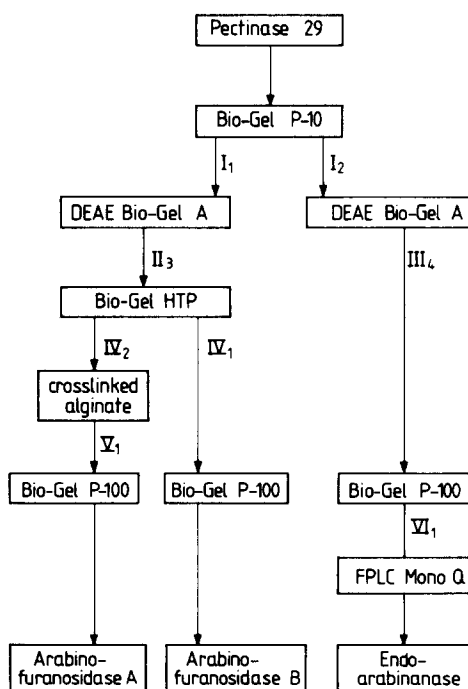 Pectinase 29
Bio-Gel P-10
I₁
I₂
DEAE Bio-Gel A
DEAE Bio-Gel A
II₃
III₄
Bio-Gel HTP
IV₂
IV₁
crosslinked
alginate
V₁
Bio-Gel P-100
Bio-Gel P-100
Bio-Gel P-100
VI₁
FPLC Mono Q
Arabino-
furanosidase A
Arabino-
furanosidase B
Endo-
arabinanase